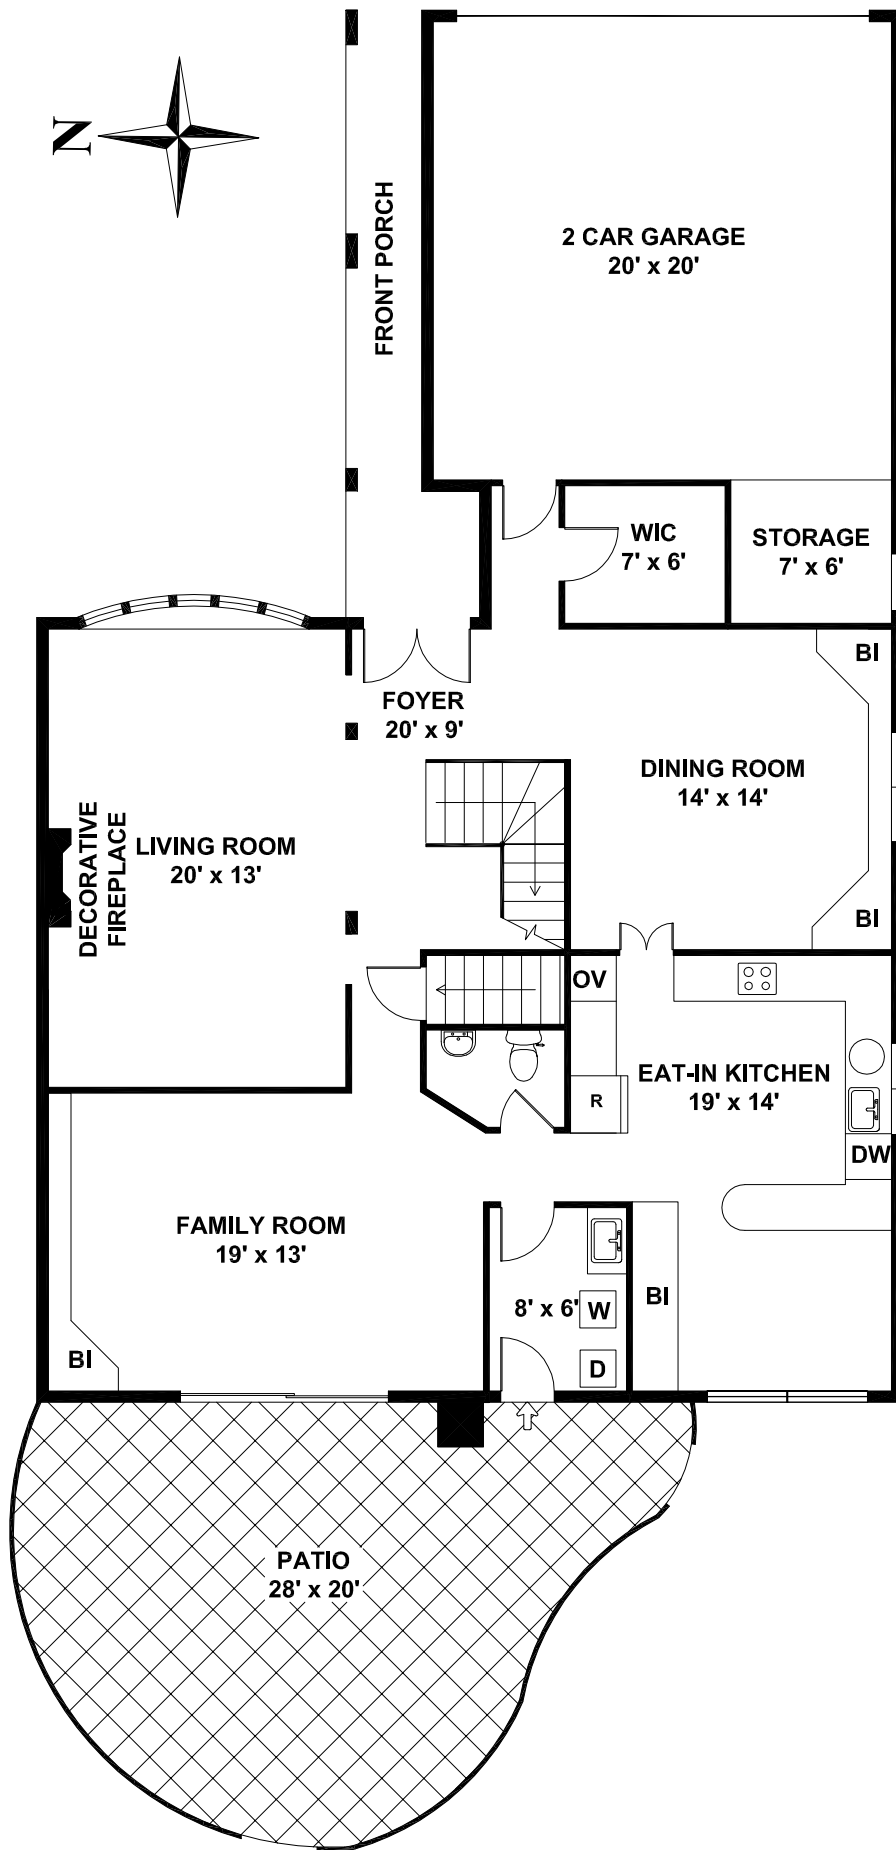 N
FRONT PORCH
2 CAR GARAGE
20' x 20'
WIC
7' x 6'
STORAGE
7' x 6'
BI
FOYER
20' x 9'
DINING ROOM
14' x 14'
DECORATIVE
FIREPLACE
LIVING ROOM
20' x 13'
BI
OV
EAT-IN KITCHEN
19' x 14'
R
DW
FAMILY ROOM
19' x 13'
8' x 6'
W
BI
D
BI
PATIO
28' x 20'